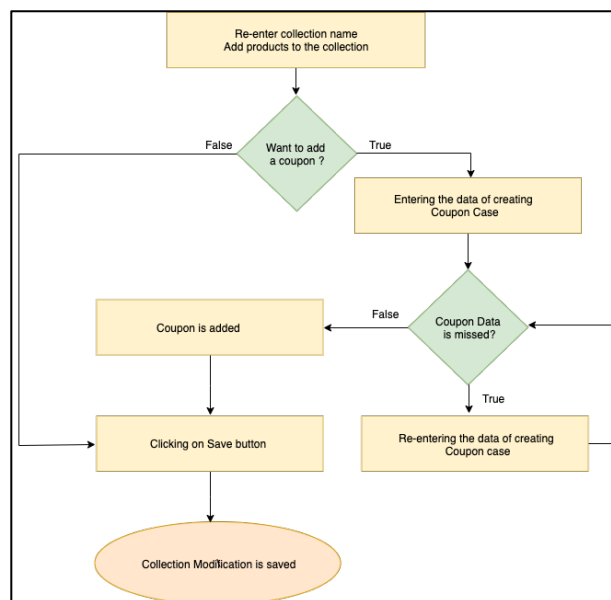 Re-enter collection name
Add products to the collection
False
Want to add
a coupon ?
True
Entering the data of creating
Coupon Case
Coupon is added
False
Coupon Data
is missed?
True
Clicking on Save button
Re-entering the data of creating
Coupon case
Collection Modification is saved